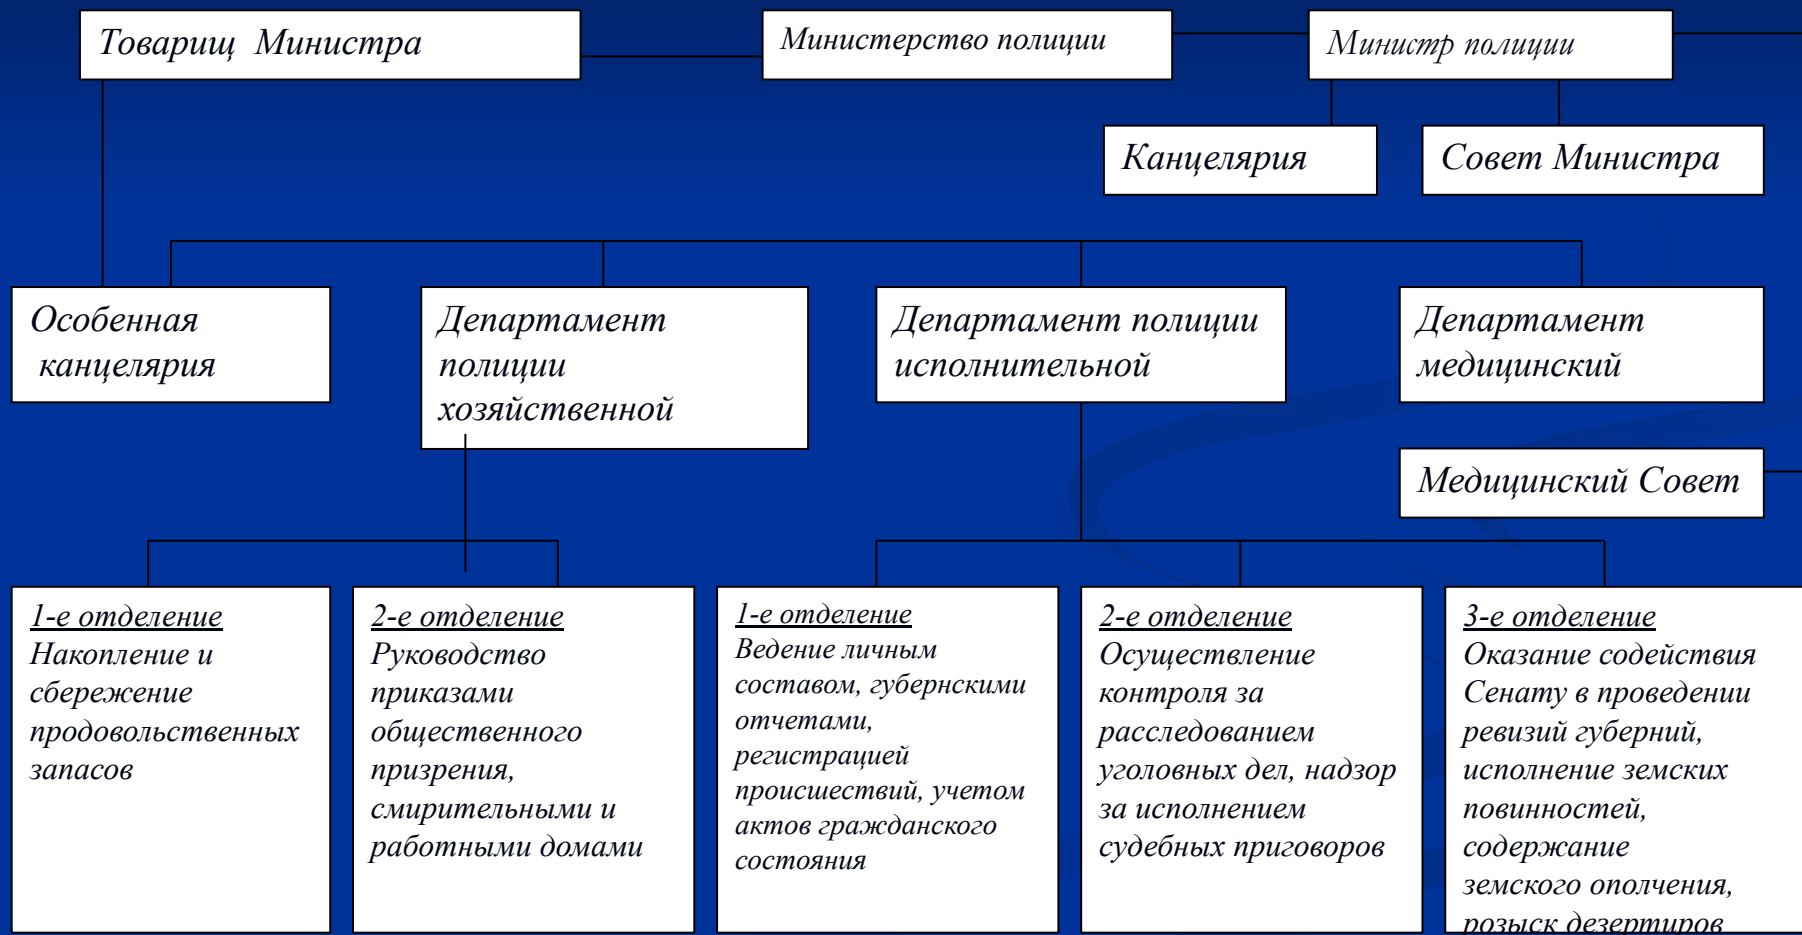 Товарищ Министра
Министерство полиции
Министр полиции
Канцелярия
Совет Министра
Особенная
канцелярия
Департамент
полиции
хозяйственной
Департамент полиции
исполнительной
Департамент
медицинский
Медицинский Совет
1-е отделение
Накопление и
сбережение
продовольственных
запасов
2-е отделение
Руководство
приказами
общественного
призрения,
смирительными и
работными домами
1-е отделение
Ведение личным
составом, губернскими
отчетами,
регистрацией
происшествий, учетом
актов гражданского
состояния
2-е отделение
Осуществление
контроля за
расследованием
уголовных дел, надзор
за исполнением
судебных приговоров
3-е отделение
Оказание содействия
Сенату в проведении
ревизий губерний,
исполнение земских
повинностей,
содержание
земского ополчения,
розыск дезертиров